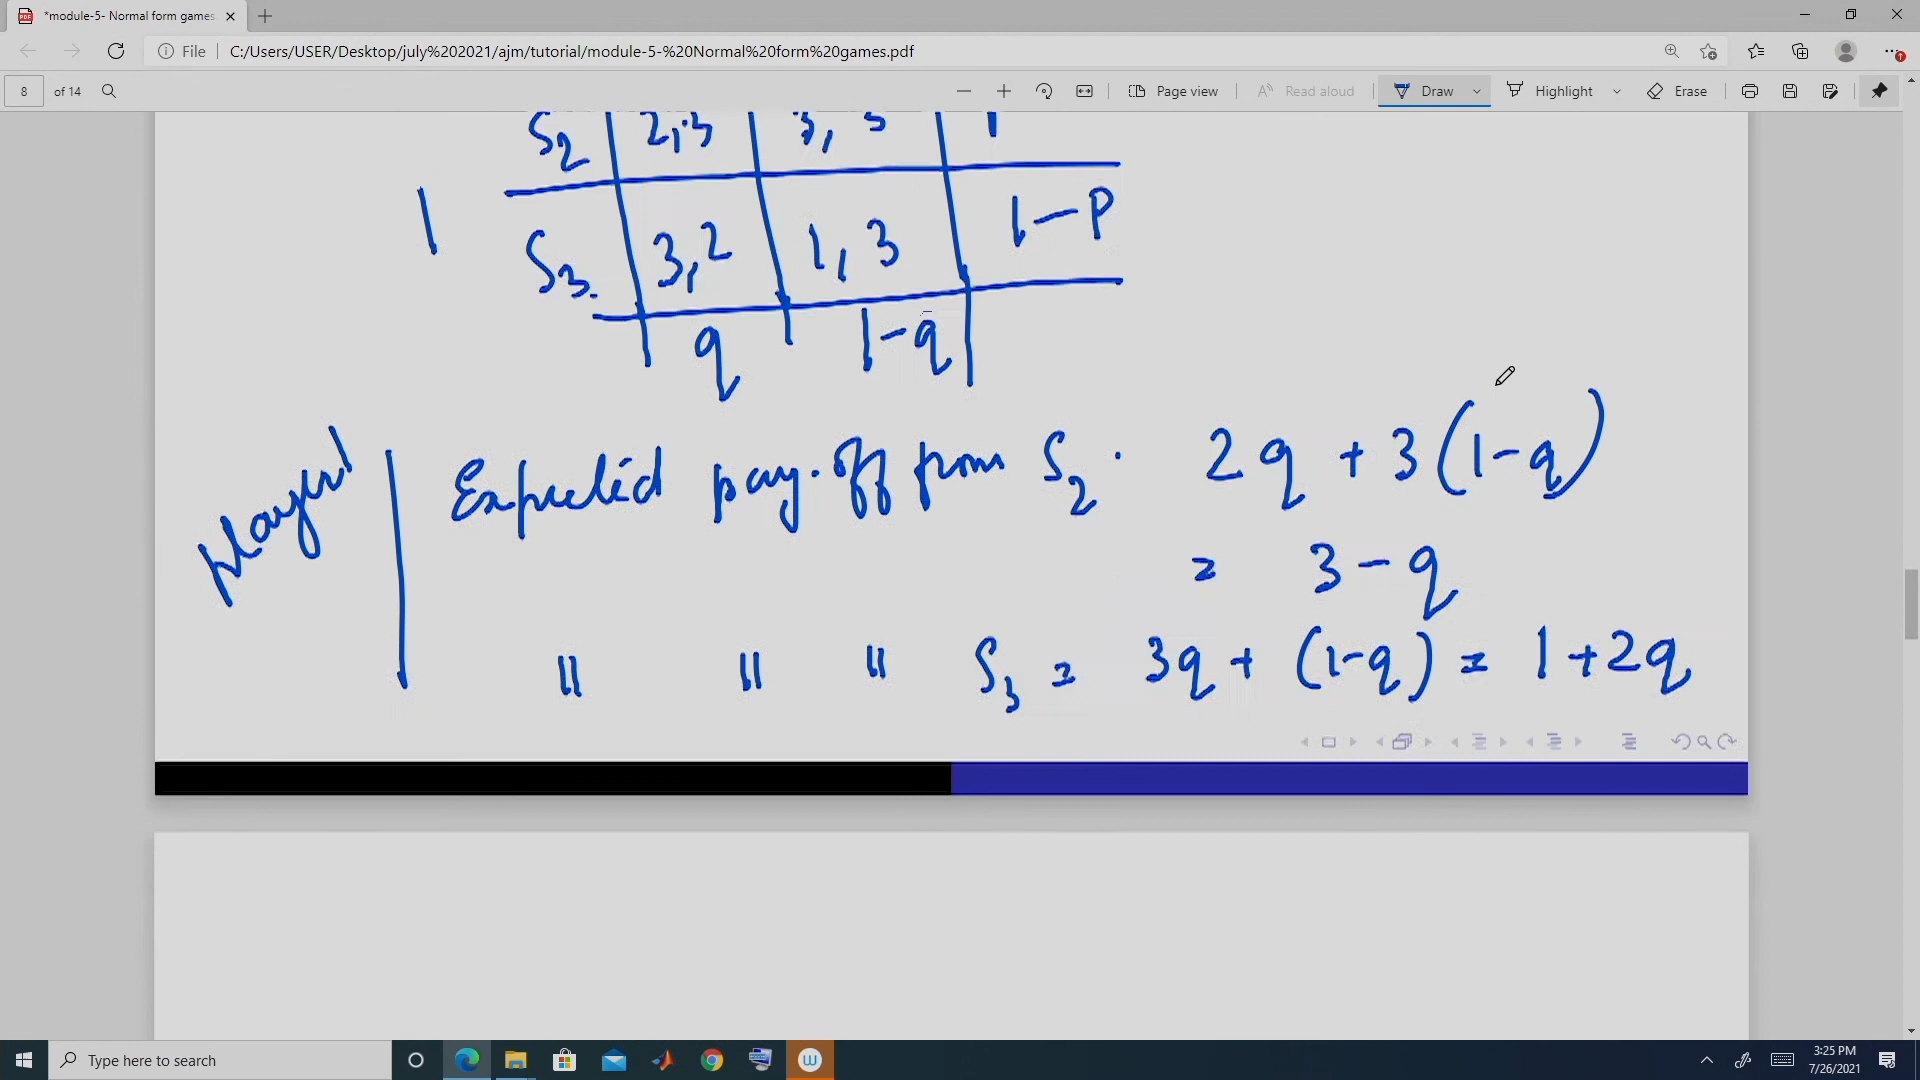 *module-5- Normal form games
File C:/Users/USER/Desktop/july%202021/ajm/tutorial/module-5-%20Normal%20form%20games.pdf
8 of 14 Page view Read aloud Draw Highlight Erase
S2 2,3
1 S3 3,2 1,3 1-P
q 1-q
Expected pay-off from S2. 2q + 3(1-q)
= 3-q
" " " S3 = 3q + (1-q) = 1+2q
Type here to search
3:25 PM
7/26/2021